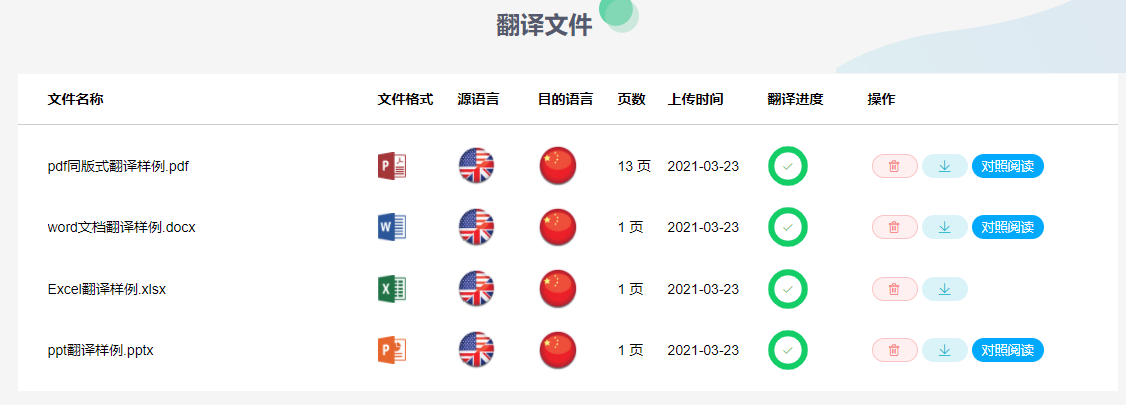 翻译文件
文件名称 文件格式 源语言 目的语言 页数 上传时间 翻译进度 操作
pdf同版式翻译样例.pdf P 13 页 2021-03-23 对照阅读
word文档翻译样例.docx W 1 页 2021-03-23 对照阅读
Excel翻译样例.xlsx X 1 页 2021-03-23
ppt翻译样例.pptx P 1 页 2021-03-23 对照阅读